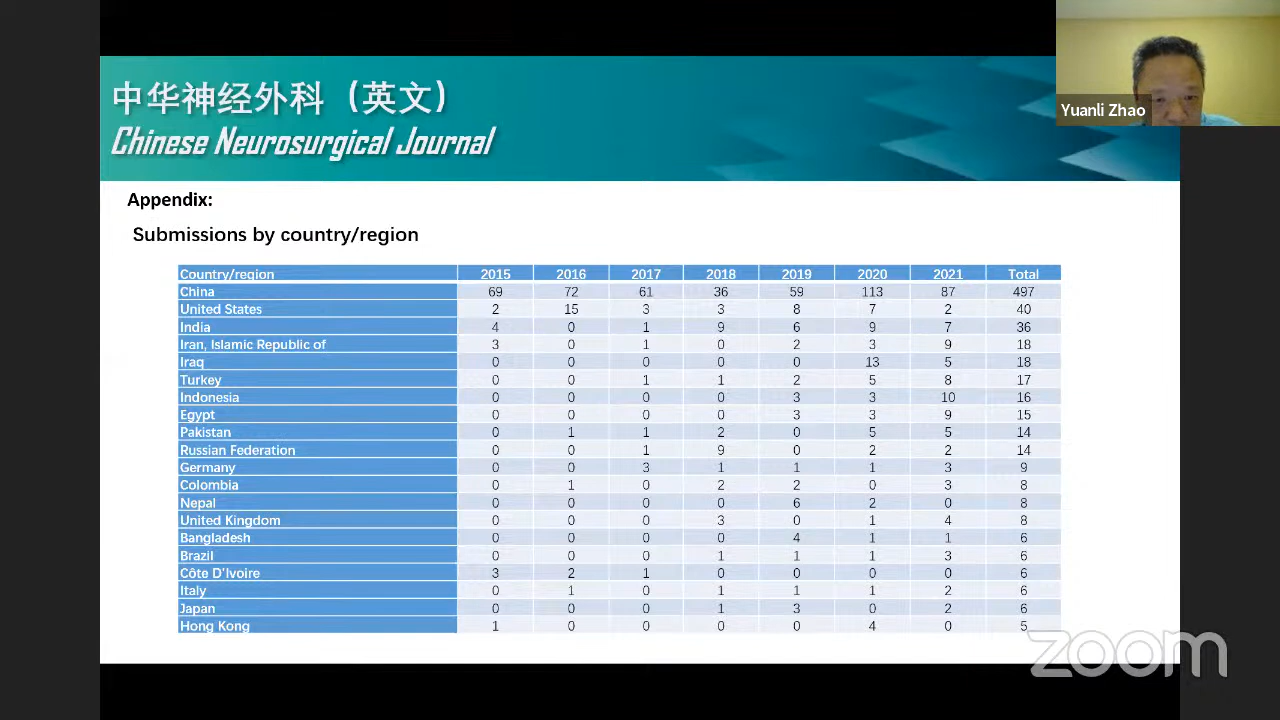 中华神经外科（英文）
Chinese Neurosurgical Journal
Yuanli Zhao
Appendix:
Submissions by country/region
Country/region 2015 2016 2017 2018 2019 2020 2021 Total
China 69 72 61 36 59 113 87 497
United States 2 15 3 3 8 7 2 40
India 4 0 1 9 6 9 7 36
Iran, Islamic Republic of 3 0 1 0 2 3 9 18
Iraq 0 0 0 0 0 13 5 18
Turkey 0 0 1 1 2 5 8 17
Indonesia 0 0 0 0 3 3 10 16
Egypt 0 0 0 0 3 3 9 15
Pakistan 0 1 1 2 0 5 5 14
Russian Federation 0 0 1 9 0 2 2 14
Germany 0 0 3 1 1 1 3 9
Colombia 0 1 0 2 2 0 3 8
Nepal 0 0 0 0 6 2 0 8
United Kingdom 0 0 0 3 0 1 4 8
Bangladesh 0 0 0 0 4 1 1 6
Brazil 0 0 0 1 1 1 3 6
Côte D'Ivoire 3 2 1 0 0 0 0 6
Italy 0 1 0 1 1 1 2 6
Japan 0 0 0 1 3 0 2 6
Hong Kong 1 0 0 0 0 4 0 5
zoom